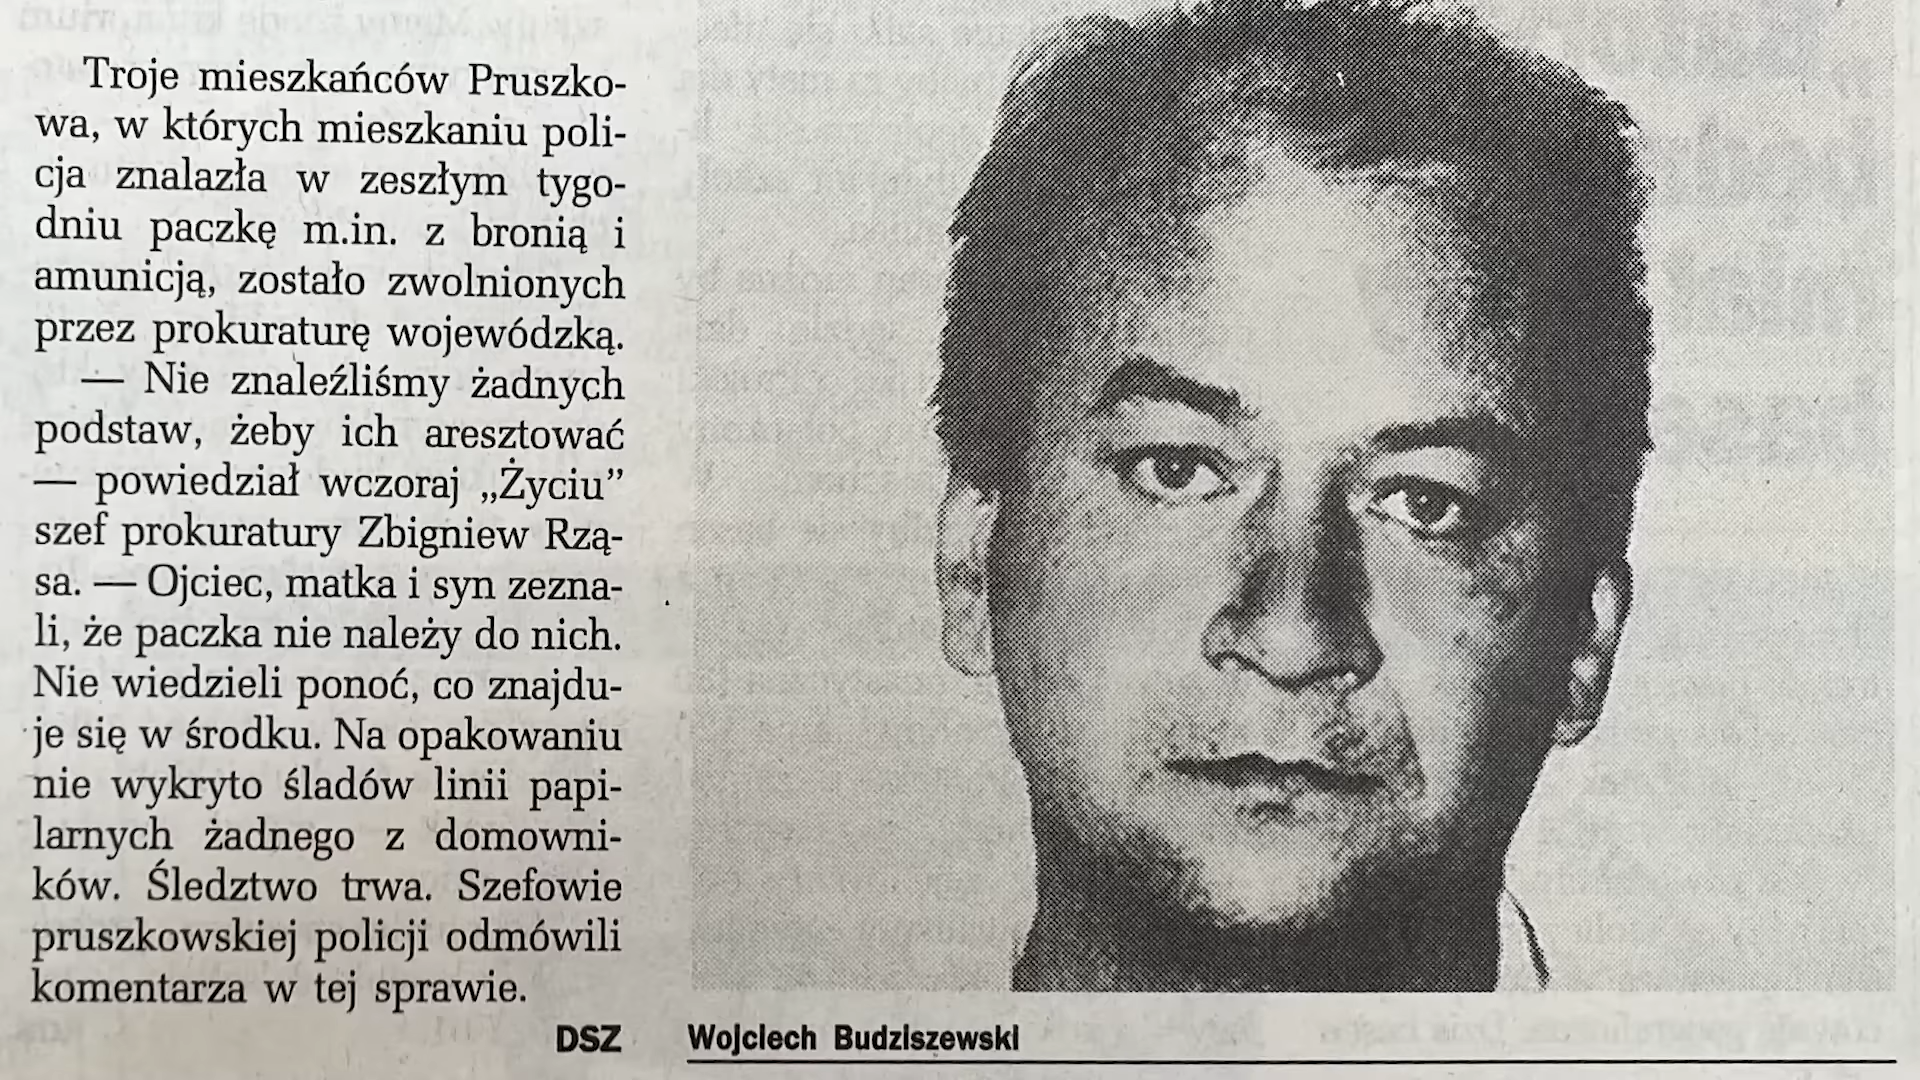 Troje mieszkańców Pruszko-
wa, w których mieszkaniu poli-
cja znalazła w zeszłym tygo-
dniu paczkę m.in. z bronią i
amunicją, zostało zwolnionych
przez prokuraturę wojewódzką.
— Nie znaleźliśmy żadnych
podstaw, żeby ich aresztować
— powiedział wczoraj „Życiu”
szef prokuratury Zbigniew Rzą-
sa. — Ojciec, matka i syn zezna-
li, że paczka nie należy do nich.
Nie wiedzieli ponoć, co znajdu-
je się w środku. Na opakowaniu
nie wykryto śladów linii papi-
larnych żadnego z domowni-
ków. Śledztwo trwa. Szefowie
pruszkowskiej policji odmówili
komentarza w tej sprawie.
DSZ
Wojciech Budziszewski